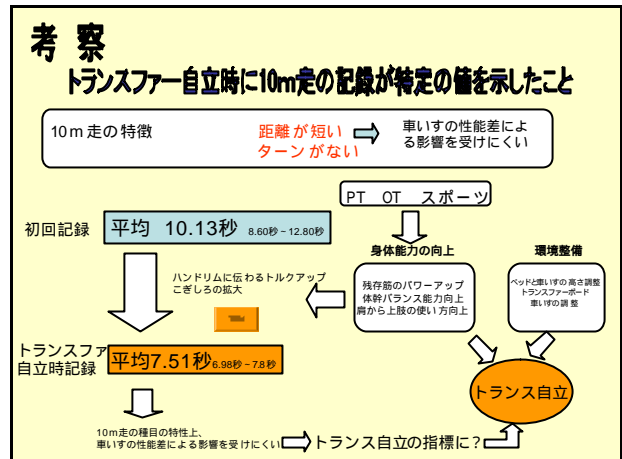 考 察
トランスファー自立時に10m走の記録が特定の値を示したこと
10m走の特徴
距離が短い
ターンがない
車いすの性能差によ
る影響を受けにくい
PT OT スポーツ
初回記録
平均 10.13秒 8.60秒－12.80秒
身体能力の向上
環境整備
ハンドリムに伝わるトルクアップ
こぎしろの拡大
残存筋のパワーアップ
体幹バランス能力向上
肩から上肢の使い方向上
ベッドと車いすの高さ調整
トランスファーボード
車いすの調整
トランスファ
自立時記録
平均7.51秒6.98秒－7.8秒
トランス自立
10m走の種目の特性上、
車いすの性能差による影響を受けにくい
トランス自立の指標に？